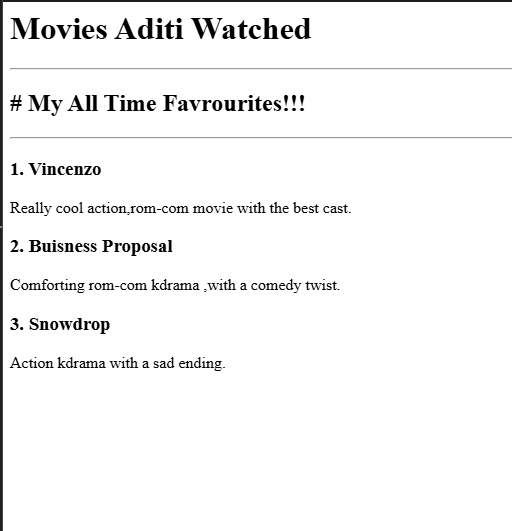 Movies Aditi Watched
# My All Time Favrourites!!!
1. Vincenzo
Really cool action,rom-com movie with the best cast.
2. Buisness Proposal
Comforting rom-com kdrama ,with a comedy twist.
3. Snowdrop
Action kdrama with a sad ending.